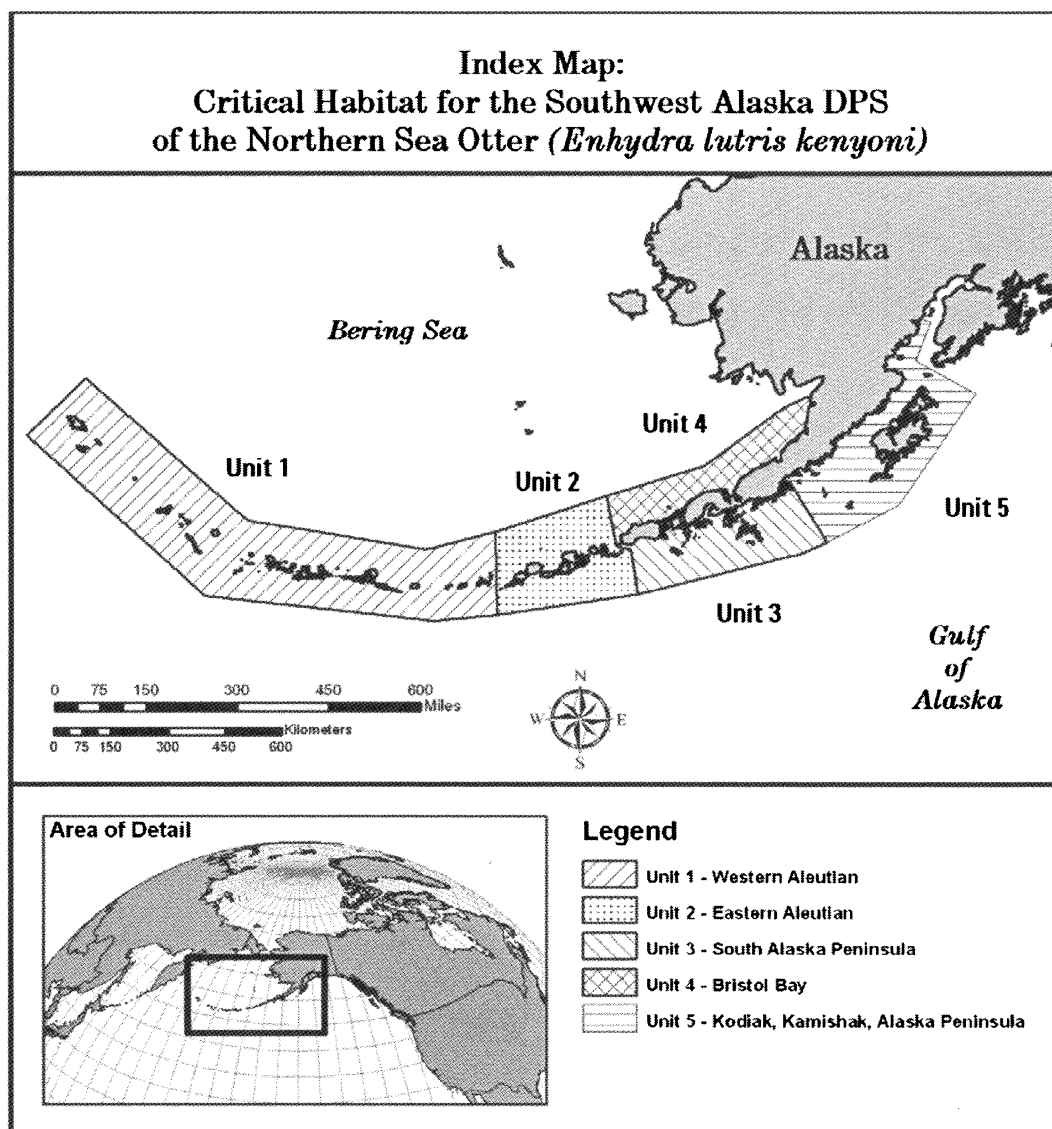 Index Map:
Critical Habitat for the Southwest Alaska DPS
of the Northern Sea Otter (Enhydra lutris kenyoni)
Alaska
Bering Sea
Unit 4
Unit 1
Unit 2
Unit 5
Unit 3
Gulf
of
Alaska
0 75 150 300 450 600
Miles
Kilometers
0 75 150 300 450 600
N
W E
S
Area of Detail
Legend
Unit 1 - Western Aleutian
Unit 2 - Eastern Aleutian
Unit 3 - South Alaska Peninsula
Unit 4 - Bristol Bay
Unit 5 - Kodiak, Kamishak, Alaska Peninsula